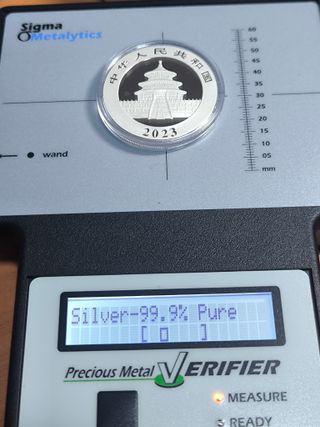 Sigma
Metalytics
中华人民共和国
2023
60
55
50
45
40
35
30
25
20
15
10
05
mm
wand
Silver-99.9% Pure
[ 0 ]
Precious Metal VERIFIER
MEASURE
READY